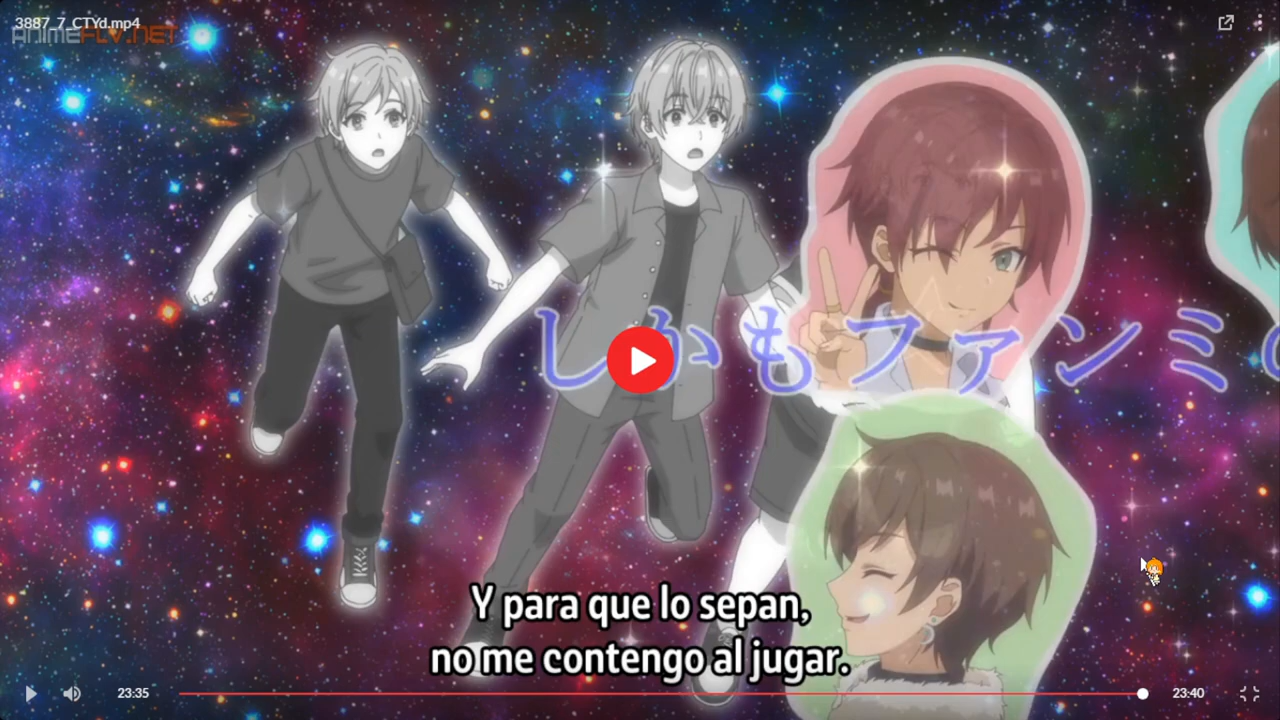 3887_7_CTYd.mp4
ANIMEFLV.NET
しかもファンミ
Y para que lo sepan,
no me contengo al jugar.
23:35
23:40